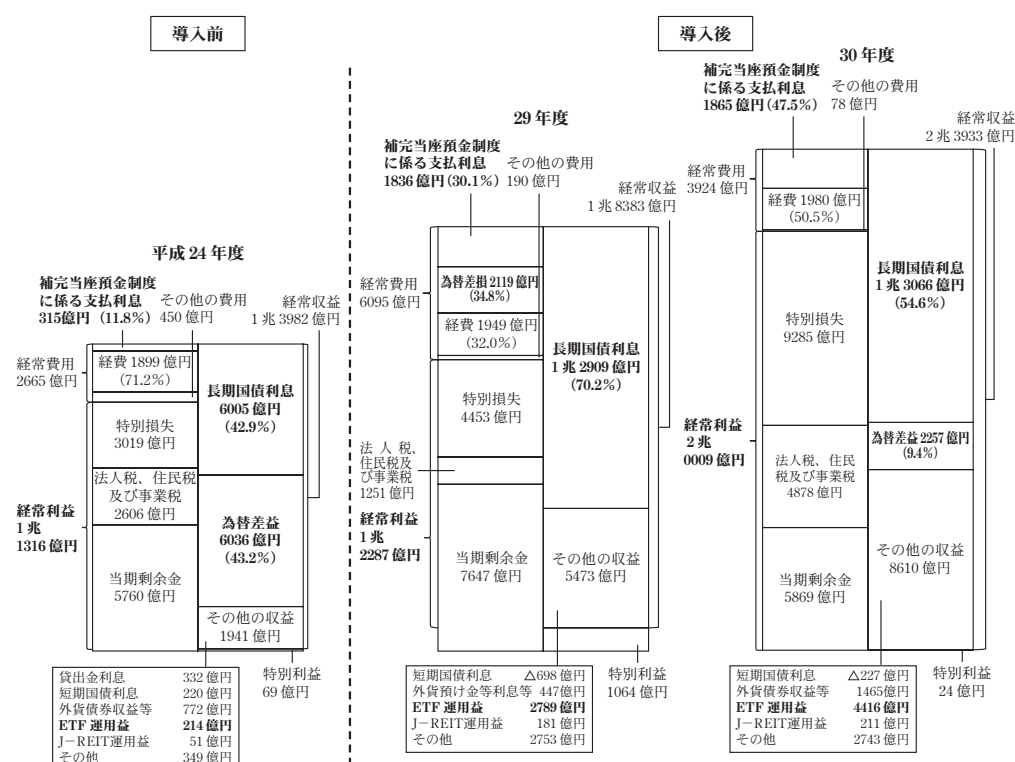 導入前
導入後
平成 24 年度
補完当座預金制度
に係る支払利息
315億円 (11.8%)
その他の費用
450 億円
経常収益
1 兆 3982 億円
経常費用
2665 億円
経費 1899 億円
(71.2%)
長期国債利息
6005 億円
(42.9%)
特別損失
3019 億円
法人税、住民税
及び事業税
2606 億円
経常利益
1 兆
1316 億円
為替差益
6036 億円
(43.2%)
当期剰余金
5760 億円
その他の収益
1941 億円
特別利益
69 億円
貸出金利息 332 億円
短期国債利息 220 億円
外貨債券収益等 772 億円
ETF 運用益 214 億円
J－REIT運用益 51 億円
その他 349 億円
29 年度
補完当座預金制度
に係る支払利息
1836 億円(30.1%)
その他の費用
190 億円
経常収益
1 兆 8383 億円
経常費用
6095 億円
為替差損 2119 億円
(34.8%)
経費 1949 億円
(32.0%)
長期国債利息
1 兆 2909 億円
(70.2%)
特別損失
4453 億円
法 人 税、
住民税及
び事業税
1251 億円
経常利益
1 兆
2287 億円
当期剰余金
7647 億円
その他の収益
5473 億円
特別利益
1064 億円
短期国債利息 △698 億円
外貨預け金等利息等 447億円
ETF 運用益 2789 億円
J－REIT運用益 181 億円
その他 2753 億円
30 年度
補完当座預金制度
に係る支払利息
1865 億円(47.5%)
その他の費用
78 億円
経常収益
2 兆 3933 億円
経常費用
3924 億円
経費 1980 億円
(50.5%)
長期国債利息
1 兆 3066 億円
(54.6%)
特別損失
9285 億円
経常利益
2 兆
0009 億円
為替差益 2257 億円
(9.4%)
法人税、住民
税及び事業税
4878 億円
その他の収益
8610 億円
当期剰余金
5869 億円
特別利益
24 億円
短期国債利息 △227 億円
外貨債券収益等 1465億円
ETF 運用益 4416 億円
J－REIT運用益 211 億円
その他 2743 億円